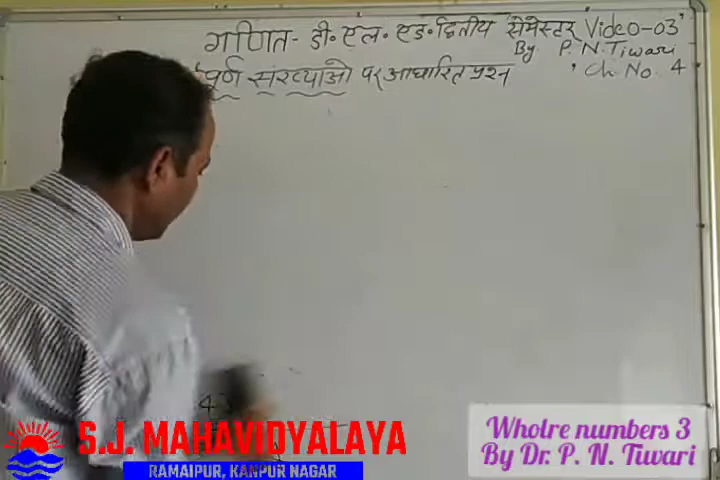 गणित- डी॰ एल॰ एड॰ द्वितीय सेमेस्टर Video-03
By: P. N. Tiwari
पूर्ण संख्याओ पर आधारित प्रश्न
Ch. No. 4
S.J. MAHAVIDYALAYA
RAMAIPUR, KANPUR NAGAR
Wholre numbers 3
By Dr. P. N. Tiwari